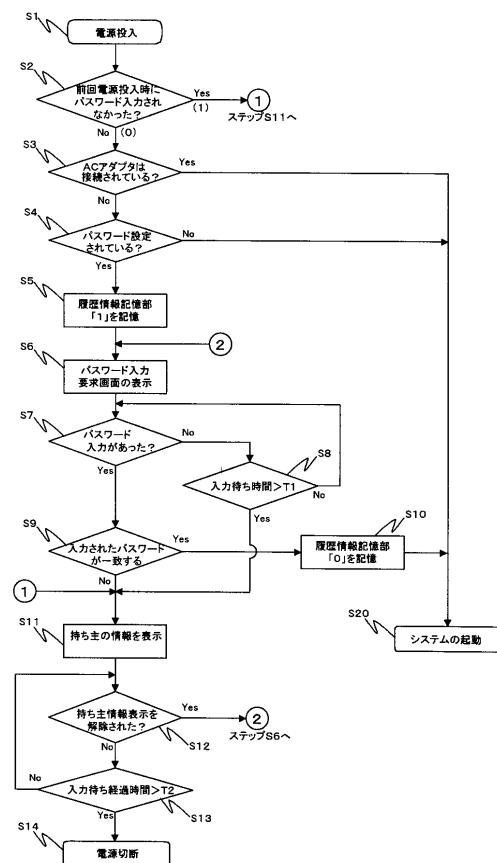 S1
電源投入
S2
前回電源投入時に
パスワード入力され
なかった?
Yes
(1)
1
ステップS11へ
No
(0)
S3
ACアダプタは
接続されている?
Yes
No
S4
パスワード設定
されている?
No
Yes
S5
履歴情報記憶部
「1」を記憶
2
S6
パスワード入力
要求画面の表示
S7
パスワード
入力があった?
No
Yes
S8
入力待ち時間>T1
No
Yes
S9
入力されたパスワード
が一致する
Yes
No
S10
履歴情報記憶部
「0」を記憶
1
S11
持ち主の情報を表示
S20
システムの起動
持ち主情報表示を
解除された?
Yes
2
ステップS6へ
S12
No
入力待ち経過時間>T2
No
S13
Yes
S14
電源切断